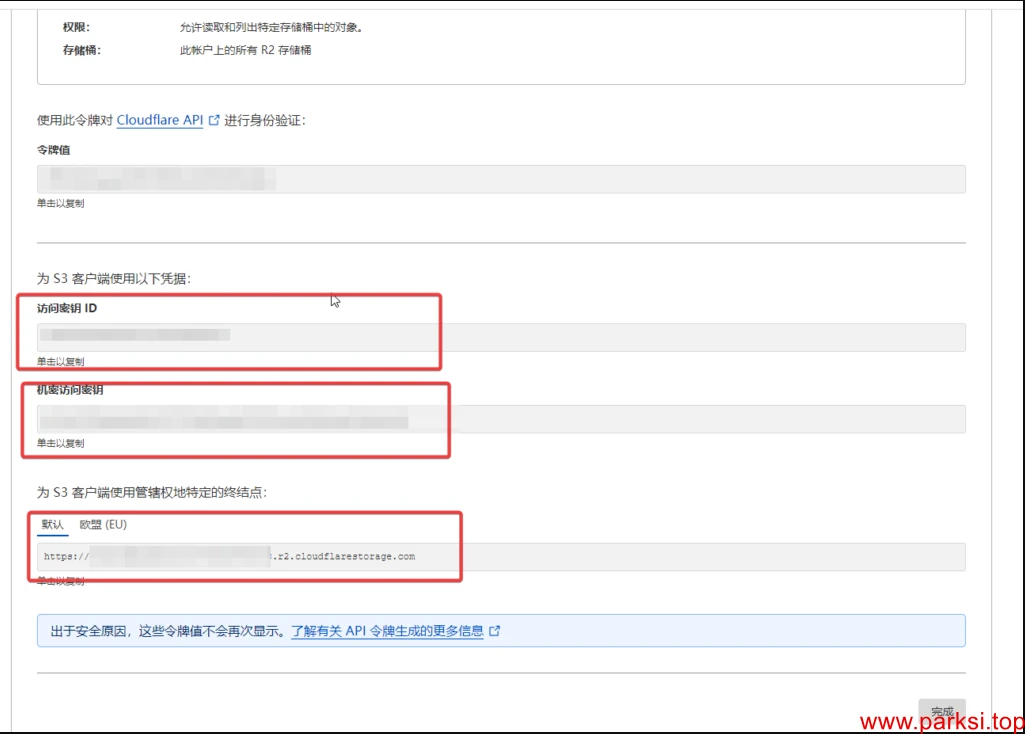 权限： 允许读取和列出特定存储桶中的对象。
存储桶： 此帐户上的所有 R2 存储桶
使用此令牌对 Cloudflare API 进行身份验证：
令牌值
单击以复制
为 S3 客户端使用以下凭据：
访问密钥 ID
单击以复制
机密访问密钥
单击以复制
为 S3 客户端使用管辖权地特定的终结点：
默认 欧盟 (EU)
https:// .r2.cloudflarestorage.com
单击以复制
出于安全原因，这些令牌值不会再次显示。了解有关 API 令牌生成的更多信息
完成
www.parksi.top